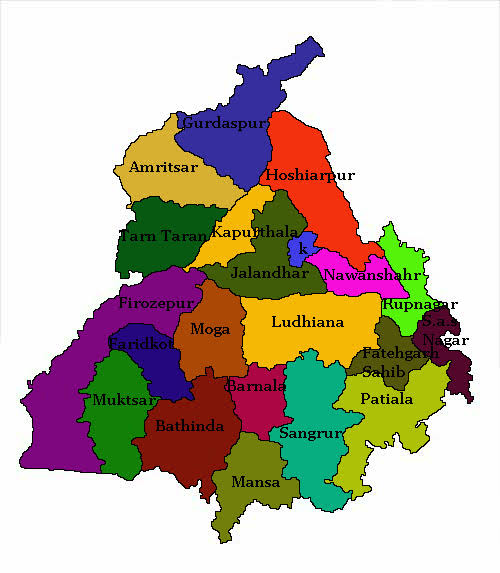 Gurdaspur
Amritsar
Hoshiarpur
Tarn Taran
Kapurthala
k
Jalandhar
Nawanshahr
Firozepur
Rupnagar
Moga
Ludhiana
S.a.s
Nagar
Faridkot
Fatehgarh
Sahib
Muktsar
Barnala
Patiala
Bathinda
Sangrur
Mansa